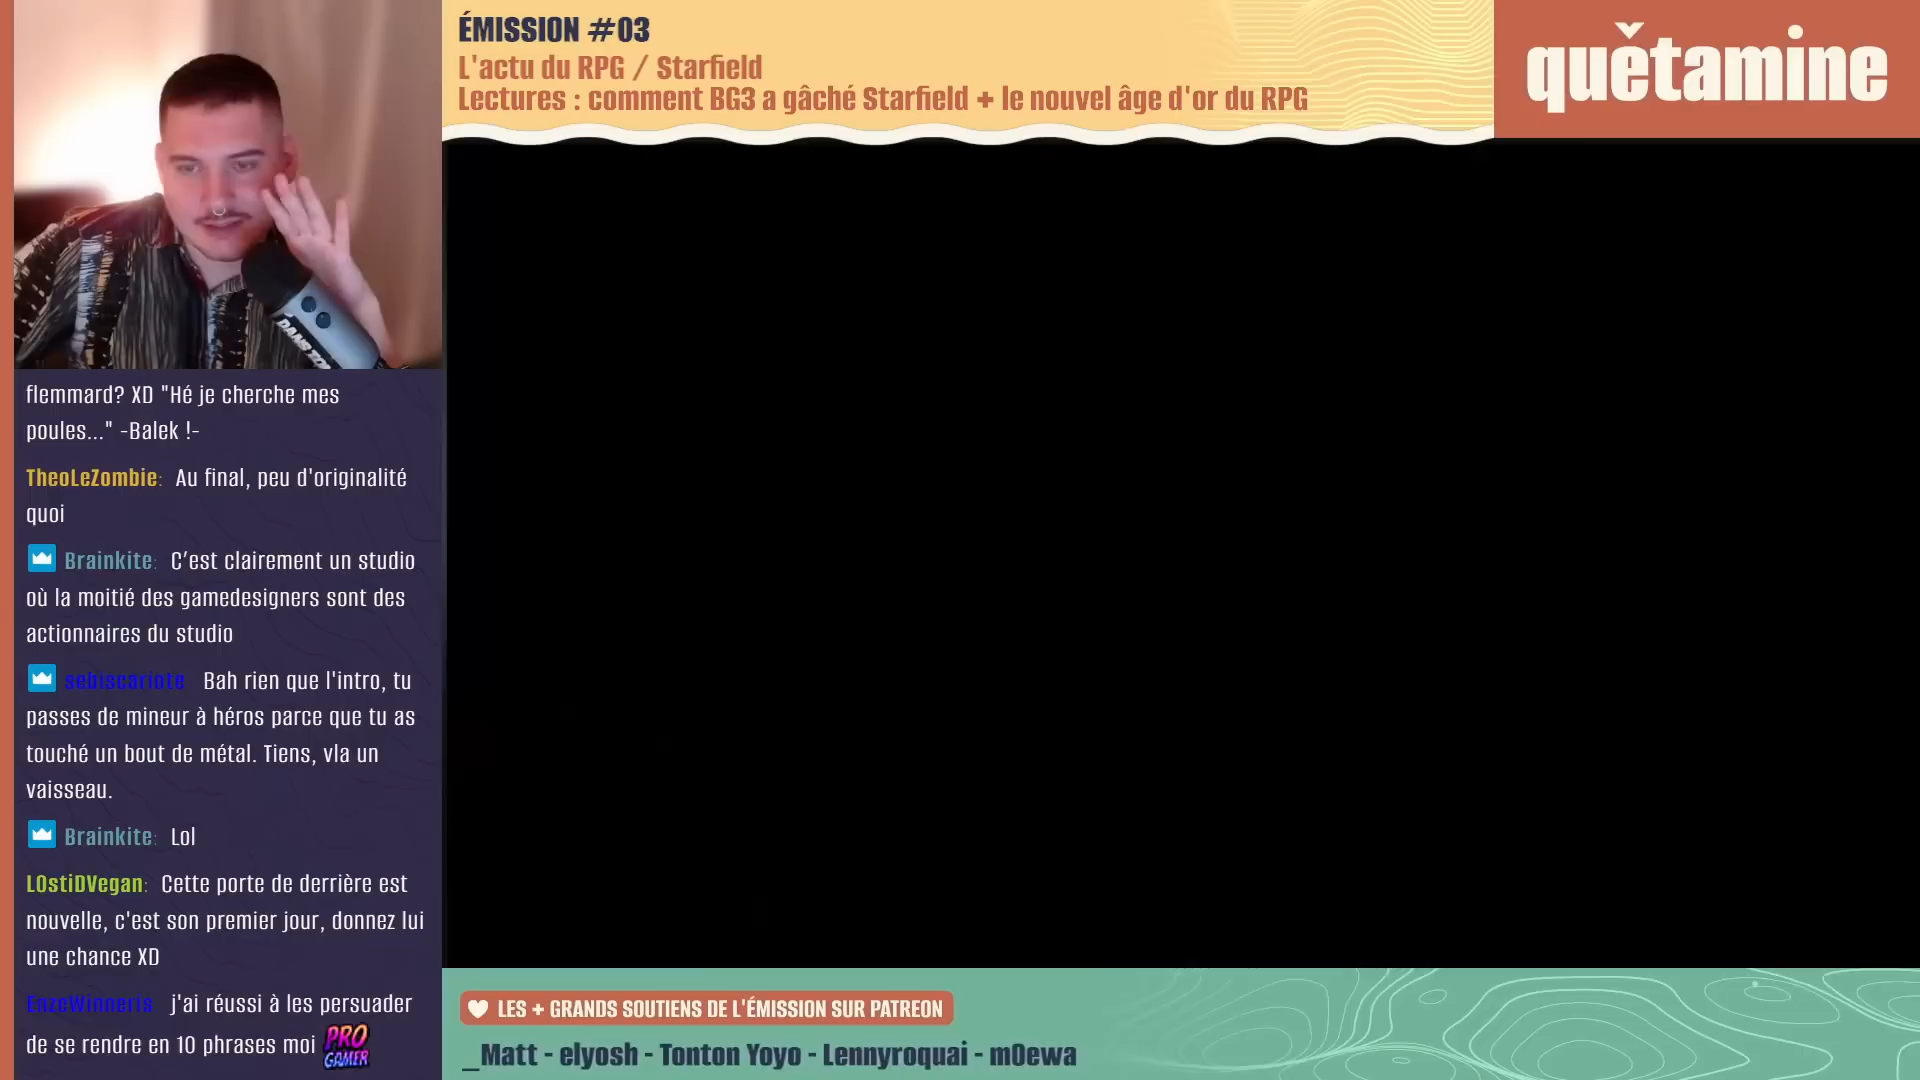 ÉMISSION #03
L'actu du RPG / Starfield
Lectures : comment BG3 a gâché Starfield + le nouvel âge d'or du RPG
quětamine
DANS TON
flemmard? XD "Hé je cherche mes
poules..." -Balek !-
TheoLeZombie: Au final, peu d'originalité
quoi
Brainkite: C’est clairement un studio
où la moitié des gamedesigners sont des
actionnaires du studio
sebiscariote Bah rien que l'intro, tu
passes de mineur à héros parce que tu as
touché un bout de métal. Tiens, vla un
vaisseau.
Brainkite: Lol
L0stiDVegan: Cette porte de derrière est
nouvelle, c'est son premier jour, donnez lui
une chance XD
EnzeWinneris j'ai réussi à les persuader
de se rendre en 10 phrases moi PRO
GAMER
LES + GRANDS SOUTIENS DE L'ÉMISSION SUR PATREON
_Matt - elyosh - Tonton Yoyo - Lennyroquai - m0ewa